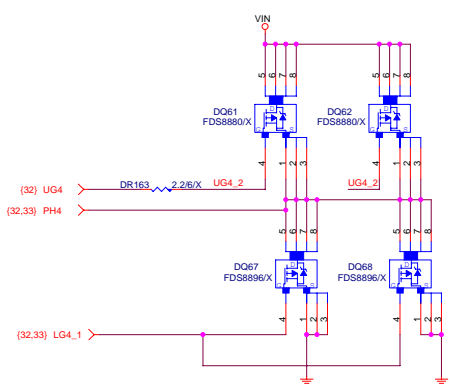 VIN
5 6 7 8 5 6 7 8
DQ61 DQ62
FDS8880/X FDS8880/X
D D
G S G S
4 1 2 3 4 1 2 3
{32} UG4 DR163 2.2/6/X UG4_2 UG4_2
{32,33} PH4
5 6 7 8 5 6 7 8
DQ67 DQ68
FDS8896/X FDS8896/X
D D
G S G S
4 1 2 3 4 1 2 3
{32,33} LG4_1